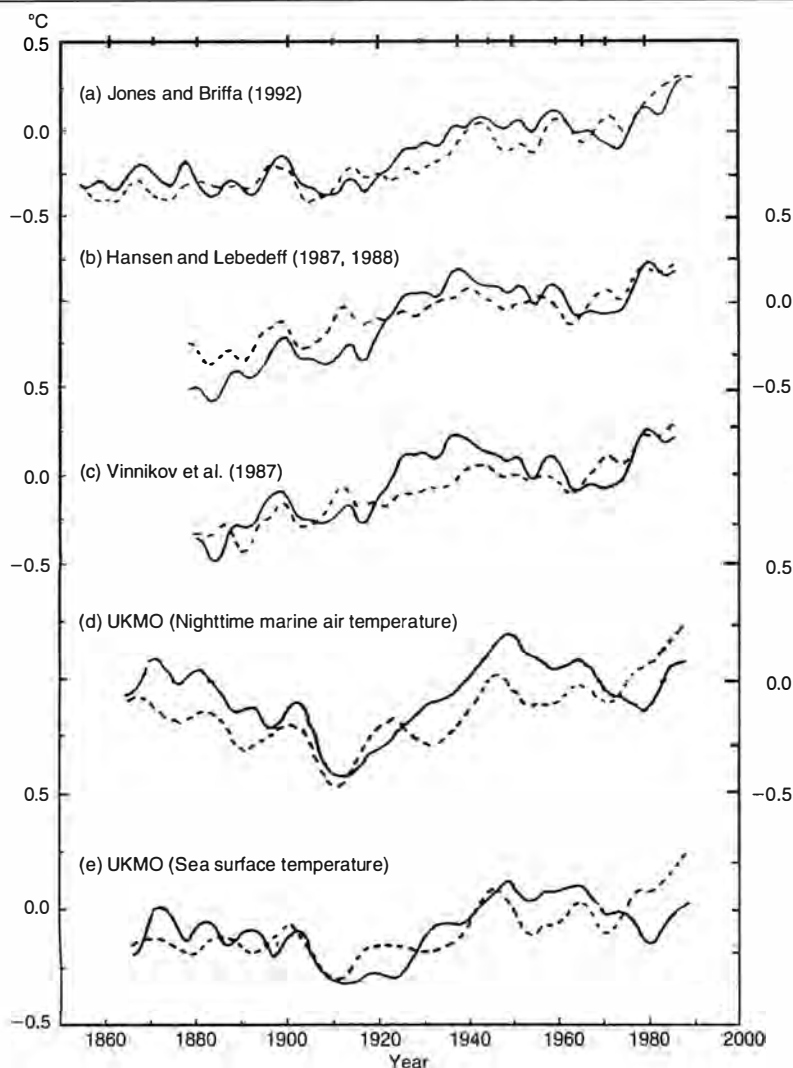 °C
0.5
(a) Jones and Briffa (1992)
0.0
−0.5
0.5
(b) Hansen and Lebedeff (1987, 1988)
0.0
0.5
−0.5
(c) Vinnikov et al. (1987)
0.0
−0.5
0.5
(d) UKMO (Nighttime marine air temperature)
0.0
0.5
−0.5
(e) UKMO (Sea surface temperature)
0.0
−0.5
1860 1880 1900 1920 1940 1960 1980 2000
Year